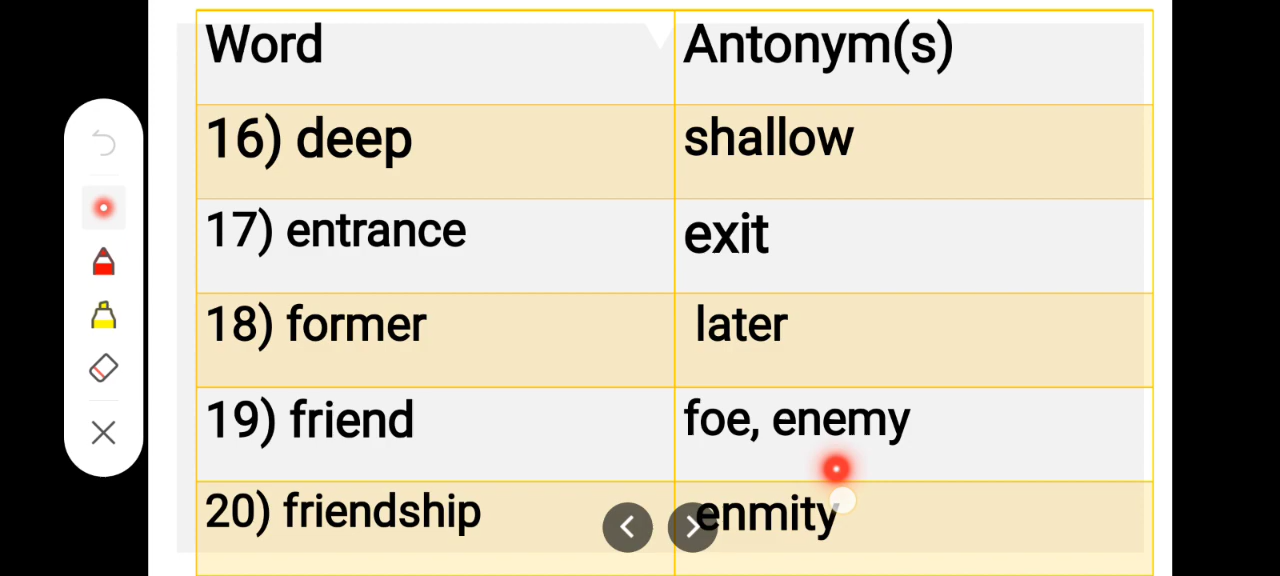 Word Antonym(s)
16) deep shallow
17) entrance exit
18) former later
19) friend foe, enemy
20) friendship enmity